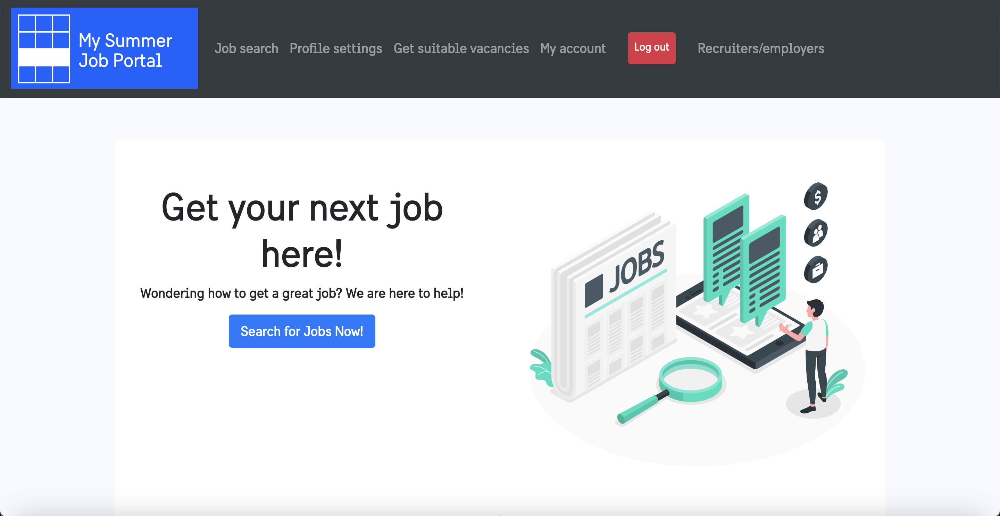 My Summer
Job Portal
Job search Profile settings Get suitable vacancies My account Log out Recruiters/employers
Get your next job
here!
Wondering how to get a great job? We are here to help!
Search for Jobs Now!
JOBS
$